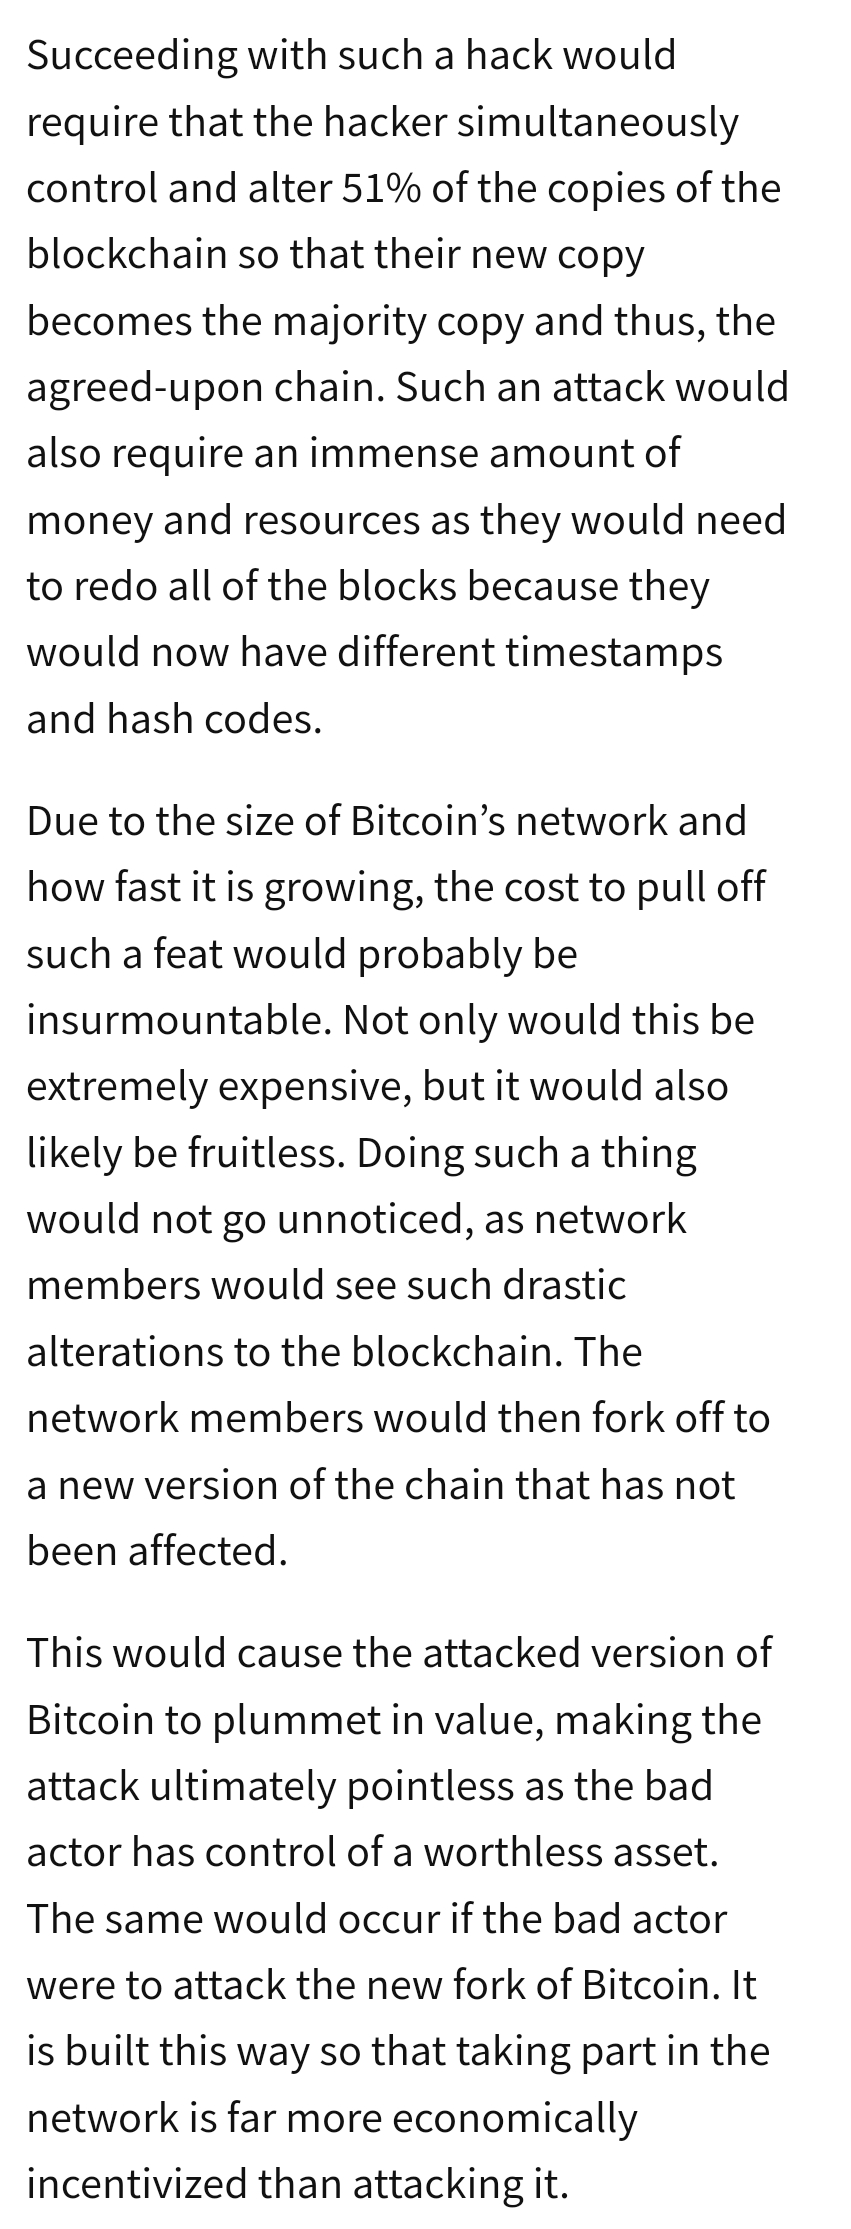 Succeeding with such a hack would
require that the hacker simultaneously
control and alter 51% of the copies of the
blockchain so that their new copy
becomes the majority copy and thus, the
agreed-upon chain. Such an attack would
also require an immense amount of
money and resources as they would need
to redo all of the blocks because they
would now have different timestamps
and hash codes.
Due to the size of Bitcoin’s network and
how fast it is growing, the cost to pull off
such a feat would probably be
insurmountable. Not only would this be
extremely expensive, but it would also
likely be fruitless. Doing such a thing
would not go unnoticed, as network
members would see such drastic
alterations to the blockchain. The
network members would then fork off to
a new version of the chain that has not
been affected.
This would cause the attacked version of
Bitcoin to plummet in value, making the
attack ultimately pointless as the bad
actor has control of a worthless asset.
The same would occur if the bad actor
were to attack the new fork of Bitcoin. It
is built this way so that taking part in the
network is far more economically
incentivized than attacking it.